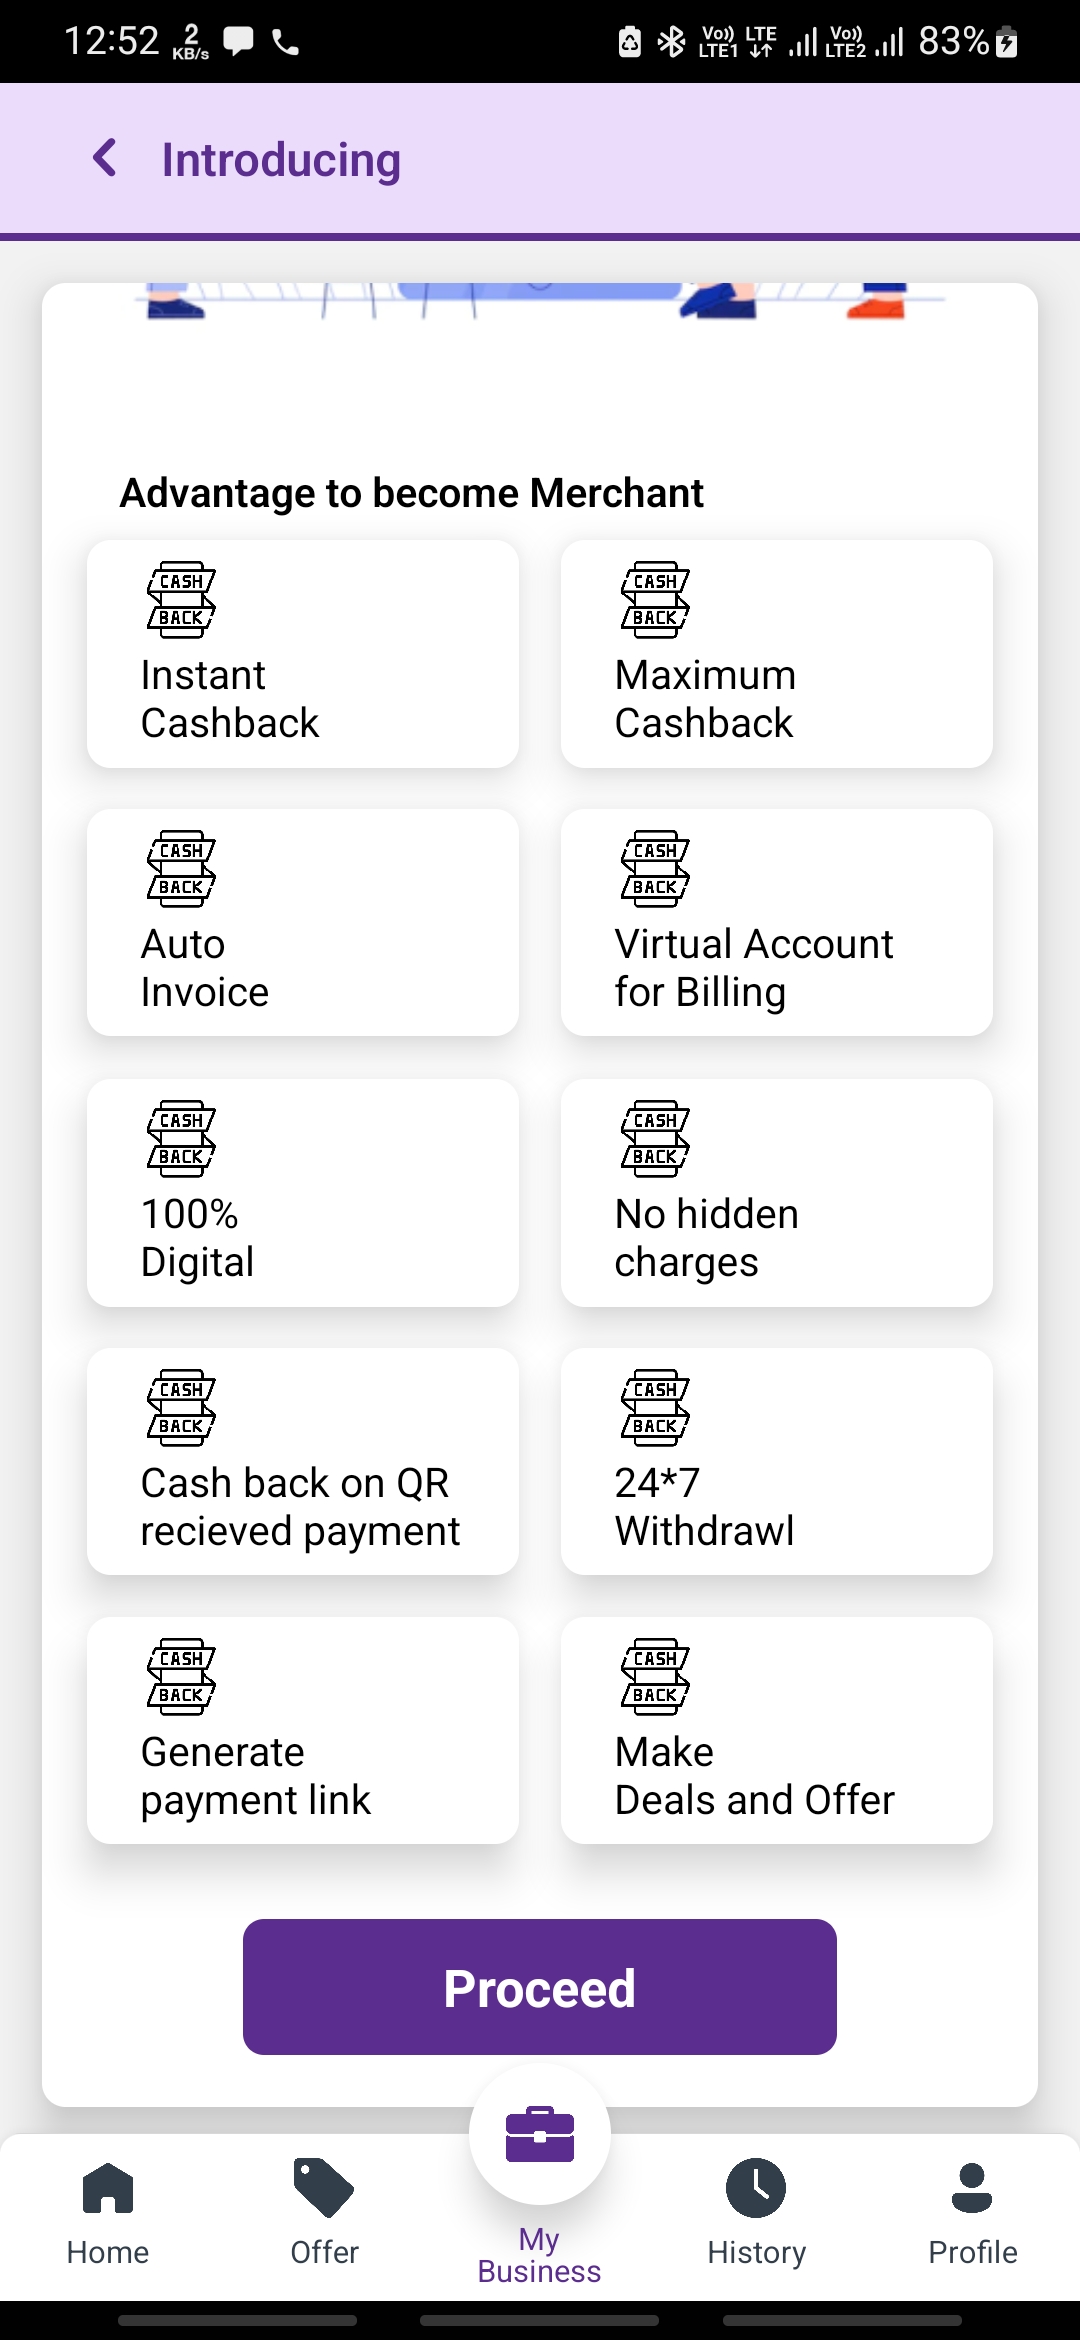 12:52 2 KB/s Vo)) LTE1 LTE Vo)) LTE2 83%
Introducing
Advantage to become Merchant
CASH
BACK
Instant
Cashback
CASH
BACK
Maximum
Cashback
CASH
BACK
Auto
Invoice
CASH
BACK
Virtual Account
for Billing
CASH
BACK
100%
Digital
CASH
BACK
No hidden
charges
CASH
BACK
Cash back on QR
recieved payment
CASH
BACK
24*7
Withdrawl
CASH
BACK
Generate
payment link
CASH
BACK
Make
Deals and Offer
Proceed
Home
Offer
My
Business
History
Profile